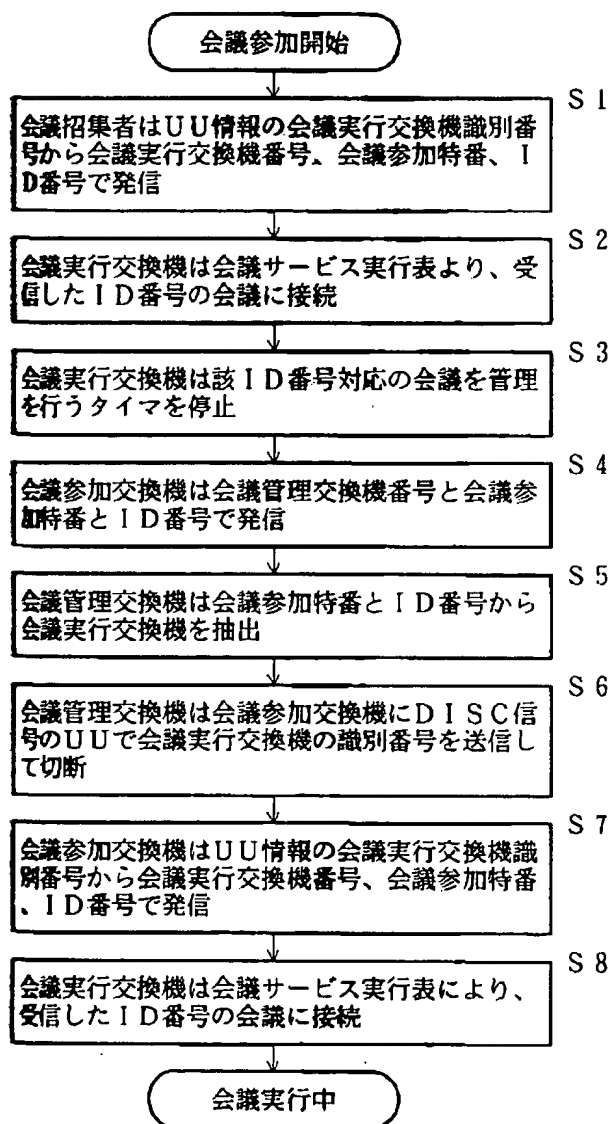 会議参加開始
S 1
会議招集者はUU情報の会議実行交換機識別番
号から会議実行交換機番号、会議参加特番、I
D番号で発信
S 2
会議実行交換機は会議サービス実行表より、受
信したID番号の会議に接続
S 3
会議実行交換機は該ID番号対応の会議を管理
を行うタイマを停止
S 4
会議参加交換機は会議管理交換機番号と会議参
加特番とID番号で発信
S 5
会議管理交換機は会議参加特番とID番号から
会議実行交換機を抽出
S 6
会議管理交換機は会議参加交換機にDISC信
号のUUで会議実行交換機の識別番号を送信し
て切断
S 7
会議参加交換機はUU情報の会議実行交換機識
別番号から会議実行交換機番号、会議参加特番
、ID番号で発信
S 8
会議実行交換機は会議サービス実行表により、
受信したID番号の会議に接続
会議実行中